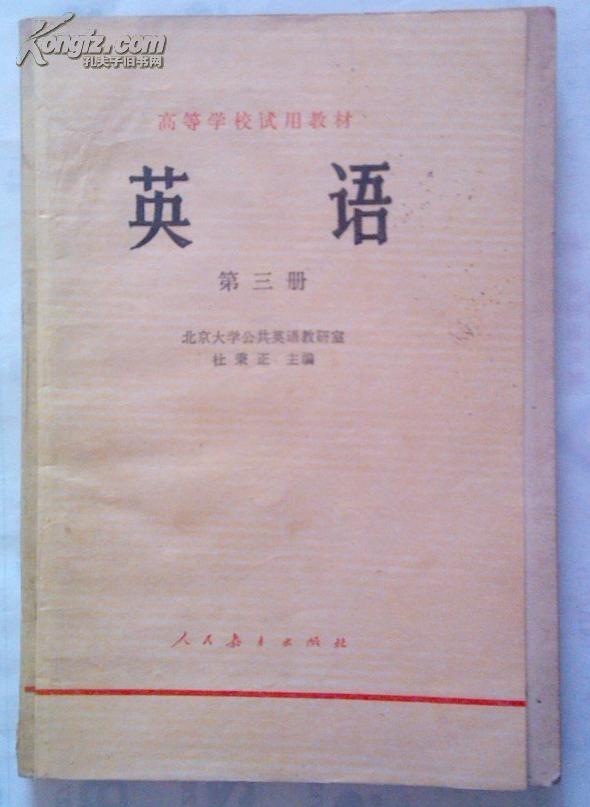 Kongfz.com
孔夫子旧书网
高等学校试用教材
英语
第三册
北京大学公共英语教研室
杜秉正 主编
人民教育出版社